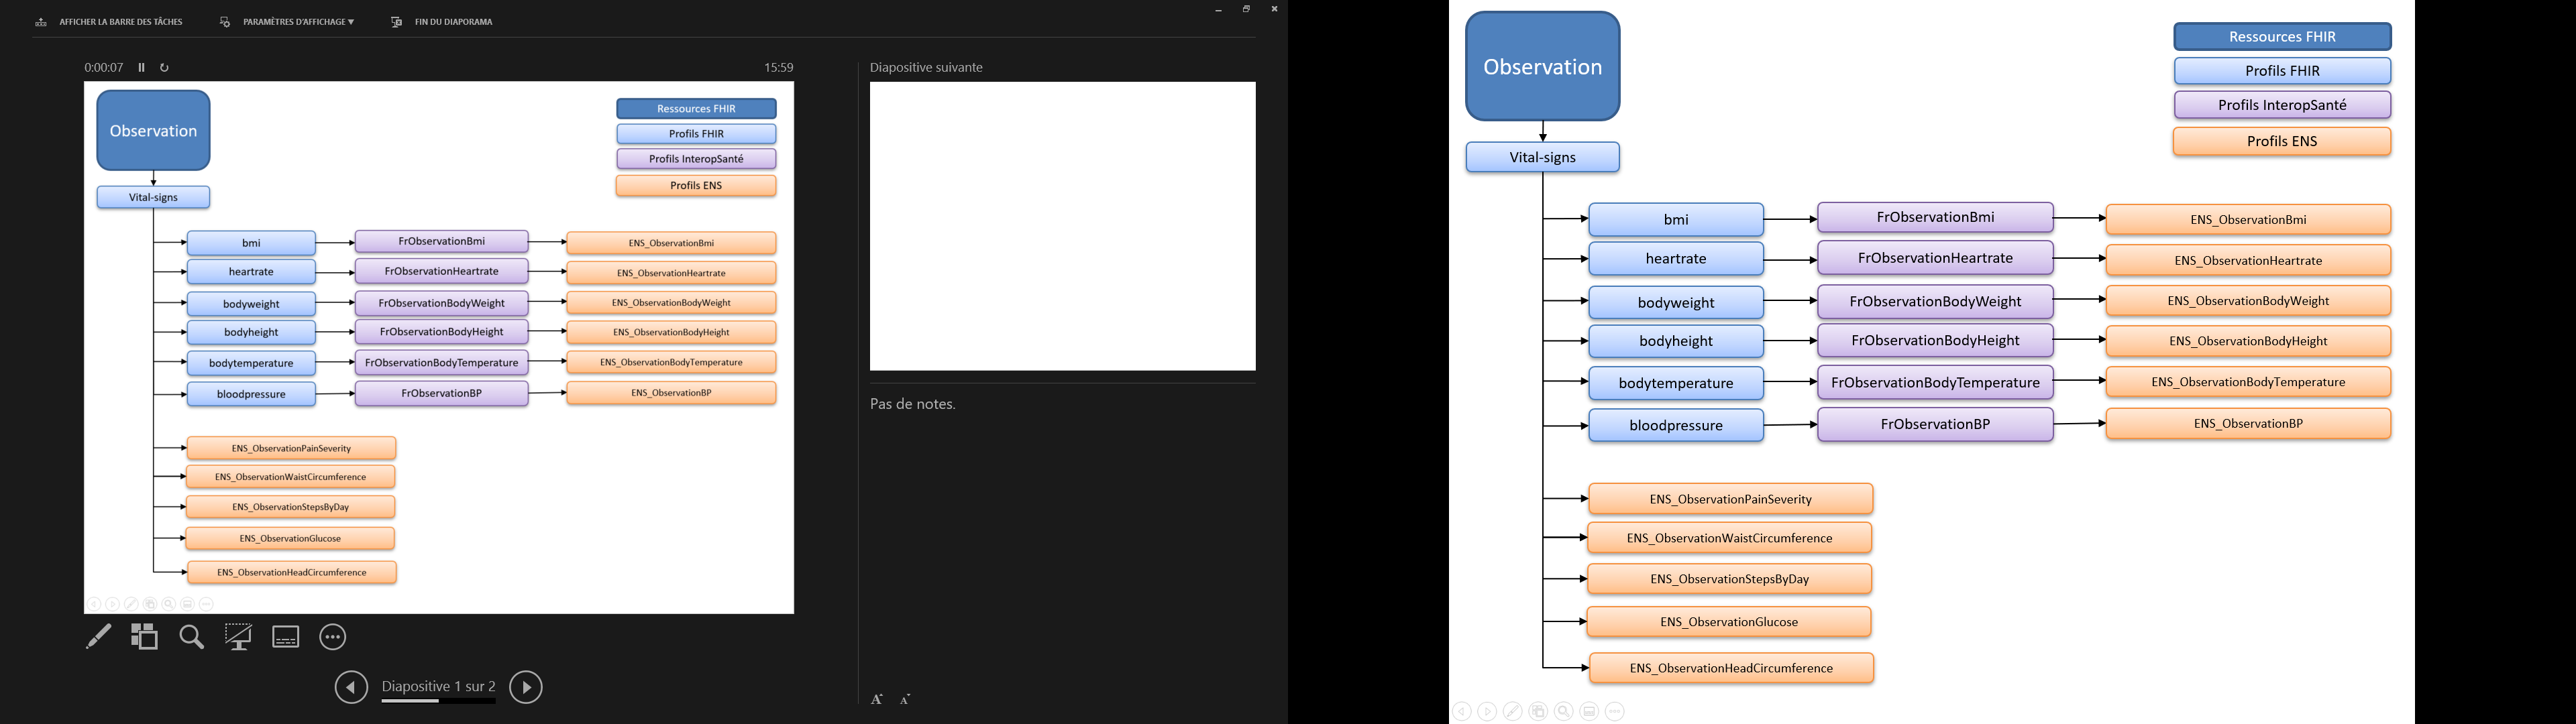 AFFICHER LA BARRE DES TÂCHES
PARAMÈTRES D'AFFICHAGE ▼
FIN DU DIAPORAMA
0:00:07
15:59
Observation
Ressources FHIR
Profils FHIR
Profils InteropSanté
Profils ENS
Vital-signs
bmi
FrObservationBmi
ENS_ObservationBmi
heartrate
FrObservationHeartrate
ENS_ObservationHeartrate
bodyweight
FrObservationBodyWeight
ENS_ObservationBodyWeight
bodyheight
FrObservationBodyHeight
ENS_ObservationBodyHeight
bodytemperature
FrObservationBodyTemperature
ENS_ObservationBodyTemperature
bloodpressure
FrObservationBP
ENS_ObservationBP
ENS_ObservationPainSeverity
ENS_ObservationWaistCircumference
ENS_ObservationStepsByDay
ENS_ObservationGlucose
ENS_ObservationHeadCircumference
Diapositive 1 sur 2
Diapositive suivante
Pas de notes.
A A
Observation
Ressources FHIR
Profils FHIR
Profils InteropSanté
Profils ENS
Vital-signs
bmi
FrObservationBmi
ENS_ObservationBmi
heartrate
FrObservationHeartrate
ENS_ObservationHeartrate
bodyweight
FrObservationBodyWeight
ENS_ObservationBodyWeight
bodyheight
FrObservationBodyHeight
ENS_ObservationBodyHeight
bodytemperature
FrObservationBodyTemperature
ENS_ObservationBodyTemperature
bloodpressure
FrObservationBP
ENS_ObservationBP
ENS_ObservationPainSeverity
ENS_ObservationWaistCircumference
ENS_ObservationStepsByDay
ENS_ObservationGlucose
ENS_ObservationHeadCircumference